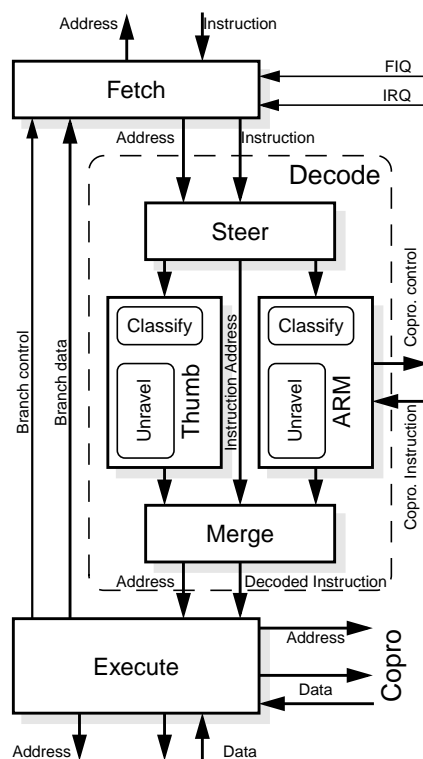 Address
Instruction
Fetch
FIQ
IRQ
Address
Instruction
Decode
Steer
Classify
Unravel
Thumb
Instruction Address
Classify
Unravel
ARM
Copro. control
Copro. Instruction
Branch control
Branch data
Merge
Address
Decoded Instruction
Execute
Address
Data
Copro
Address
Data